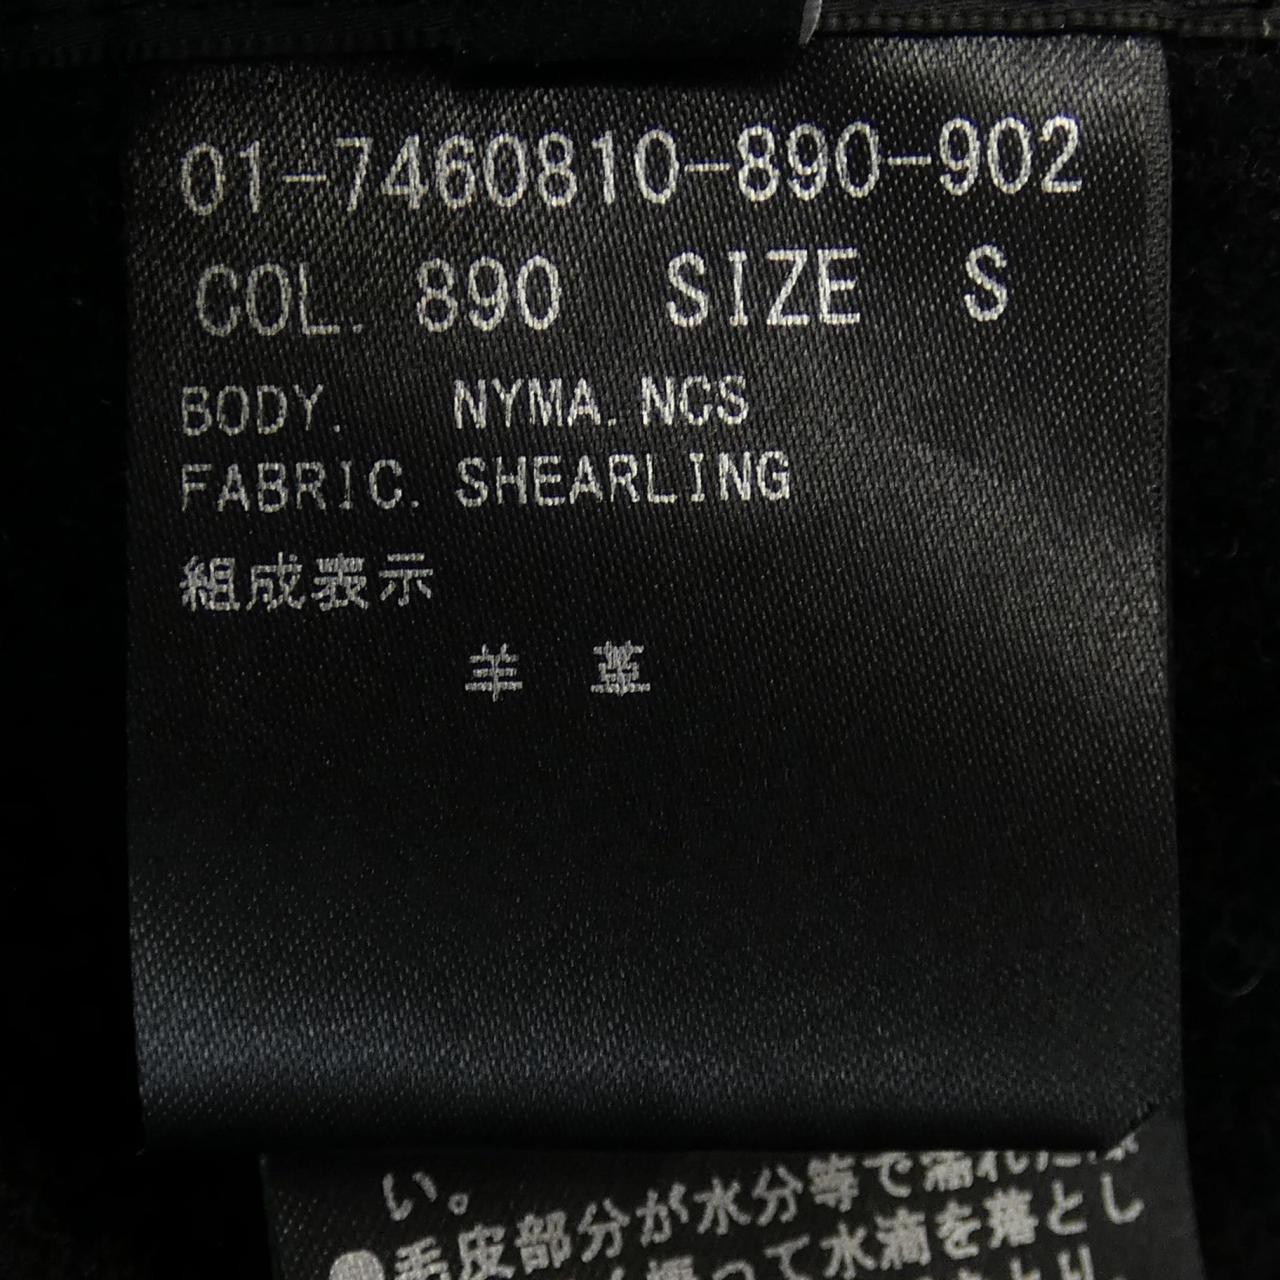 01-7460810-890-902
COL. 890 SIZE S
BODY. NYMA. NCS
FABRIC. SHEARLING
組成表示
羊 革
い。
●毛皮部分が水分等で濡れた
振って水滴を落とし